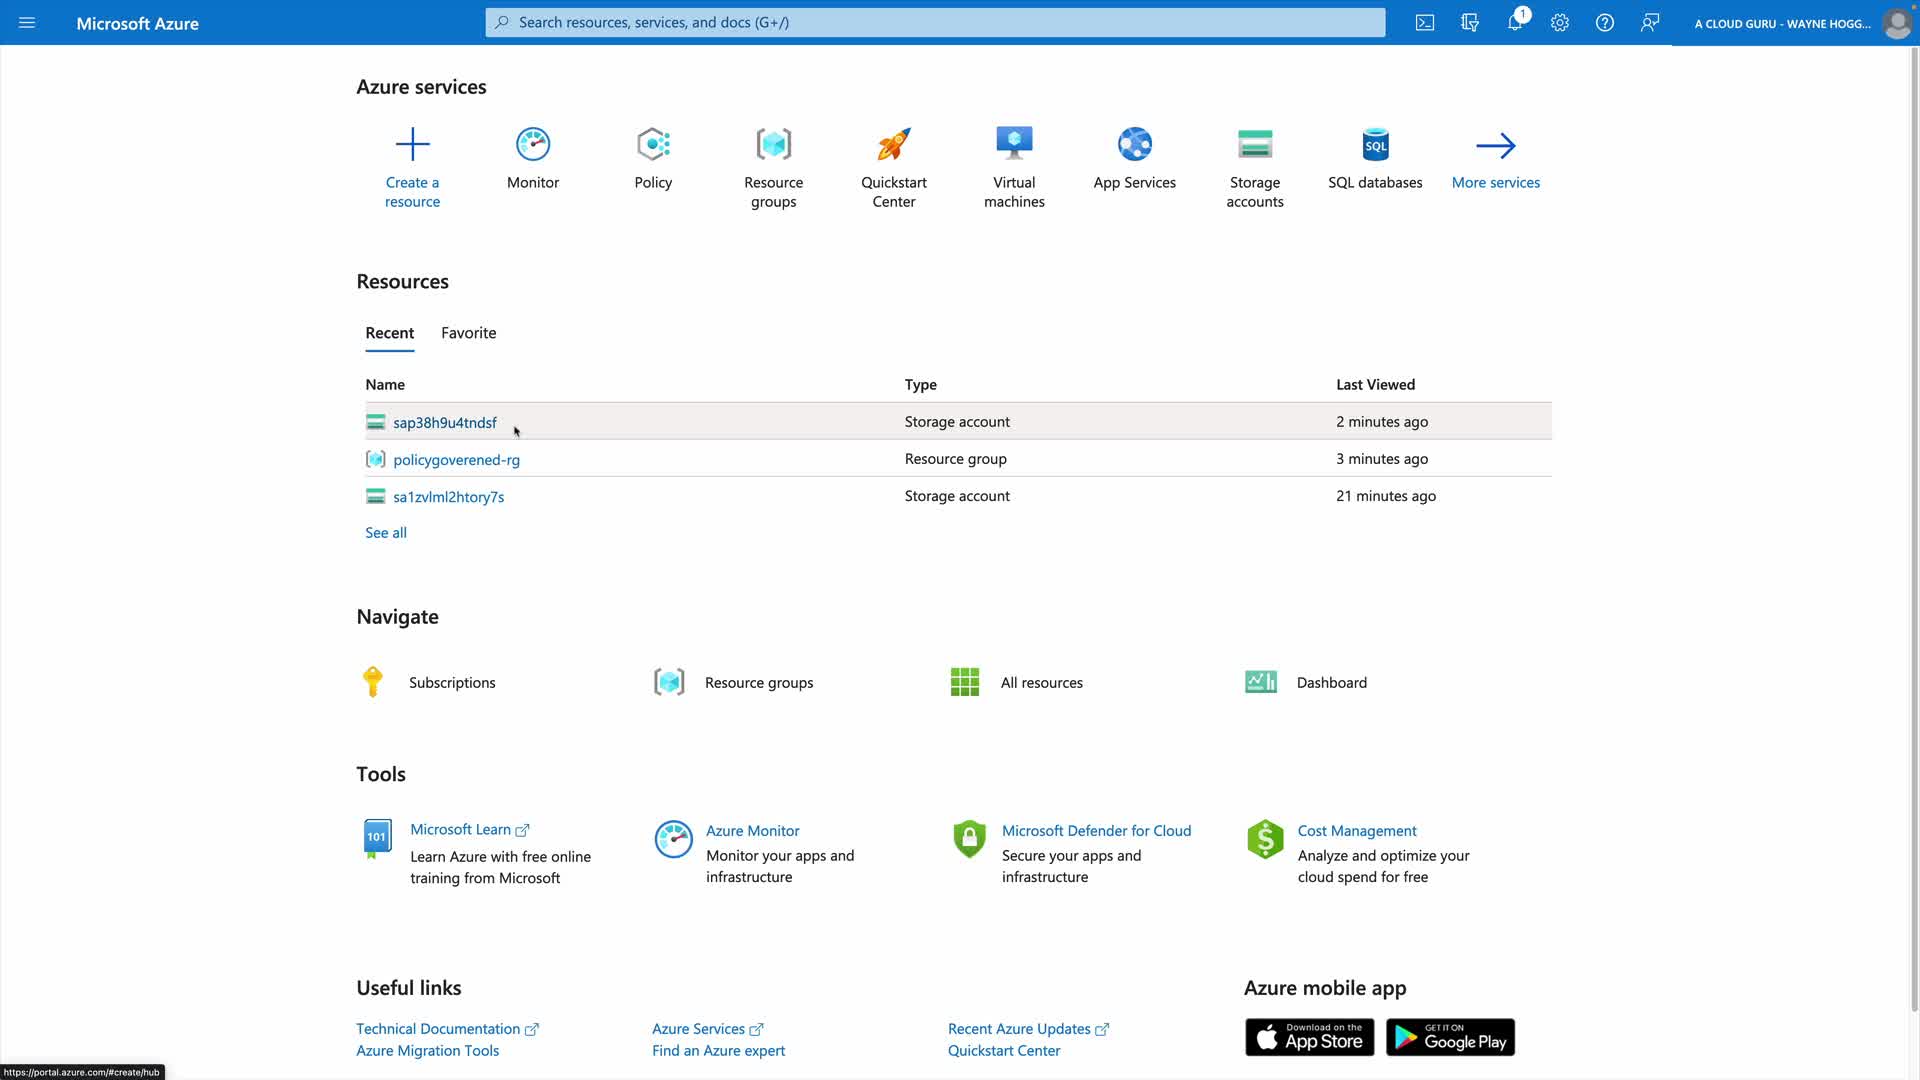 Microsoft Azure
Search resources, services, and docs (G+/)
1
A CLOUD GURU - WAYNE HOGG...
Azure services
Create a
resource
Monitor
Policy
Resource
groups
Quickstart
Center
Virtual
machines
App Services
Storage
accounts
SQL
SQL databases
More services
Resources
Recent
Favorite
Name
Type
Last Viewed
sap38h9u4tndsf
Storage account
2 minutes ago
policygoverened-rg
Resource group
3 minutes ago
sa1zvlml2htory7s
Storage account
21 minutes ago
See all
Navigate
Subscriptions
Resource groups
All resources
Dashboard
Tools
101
Microsoft Learn
Learn Azure with free online
training from Microsoft
Azure Monitor
Monitor your apps and
infrastructure
Microsoft Defender for Cloud
Secure your apps and
infrastructure
Cost Management
Analyze and optimize your
cloud spend for free
Useful links
Technical Documentation
Azure Migration Tools
Azure Services
Find an Azure expert
Recent Azure Updates
Quickstart Center
Azure mobile app
Download on the
App Store
GET IT ON
Google Play
https://portal.azure.com/#create/hub